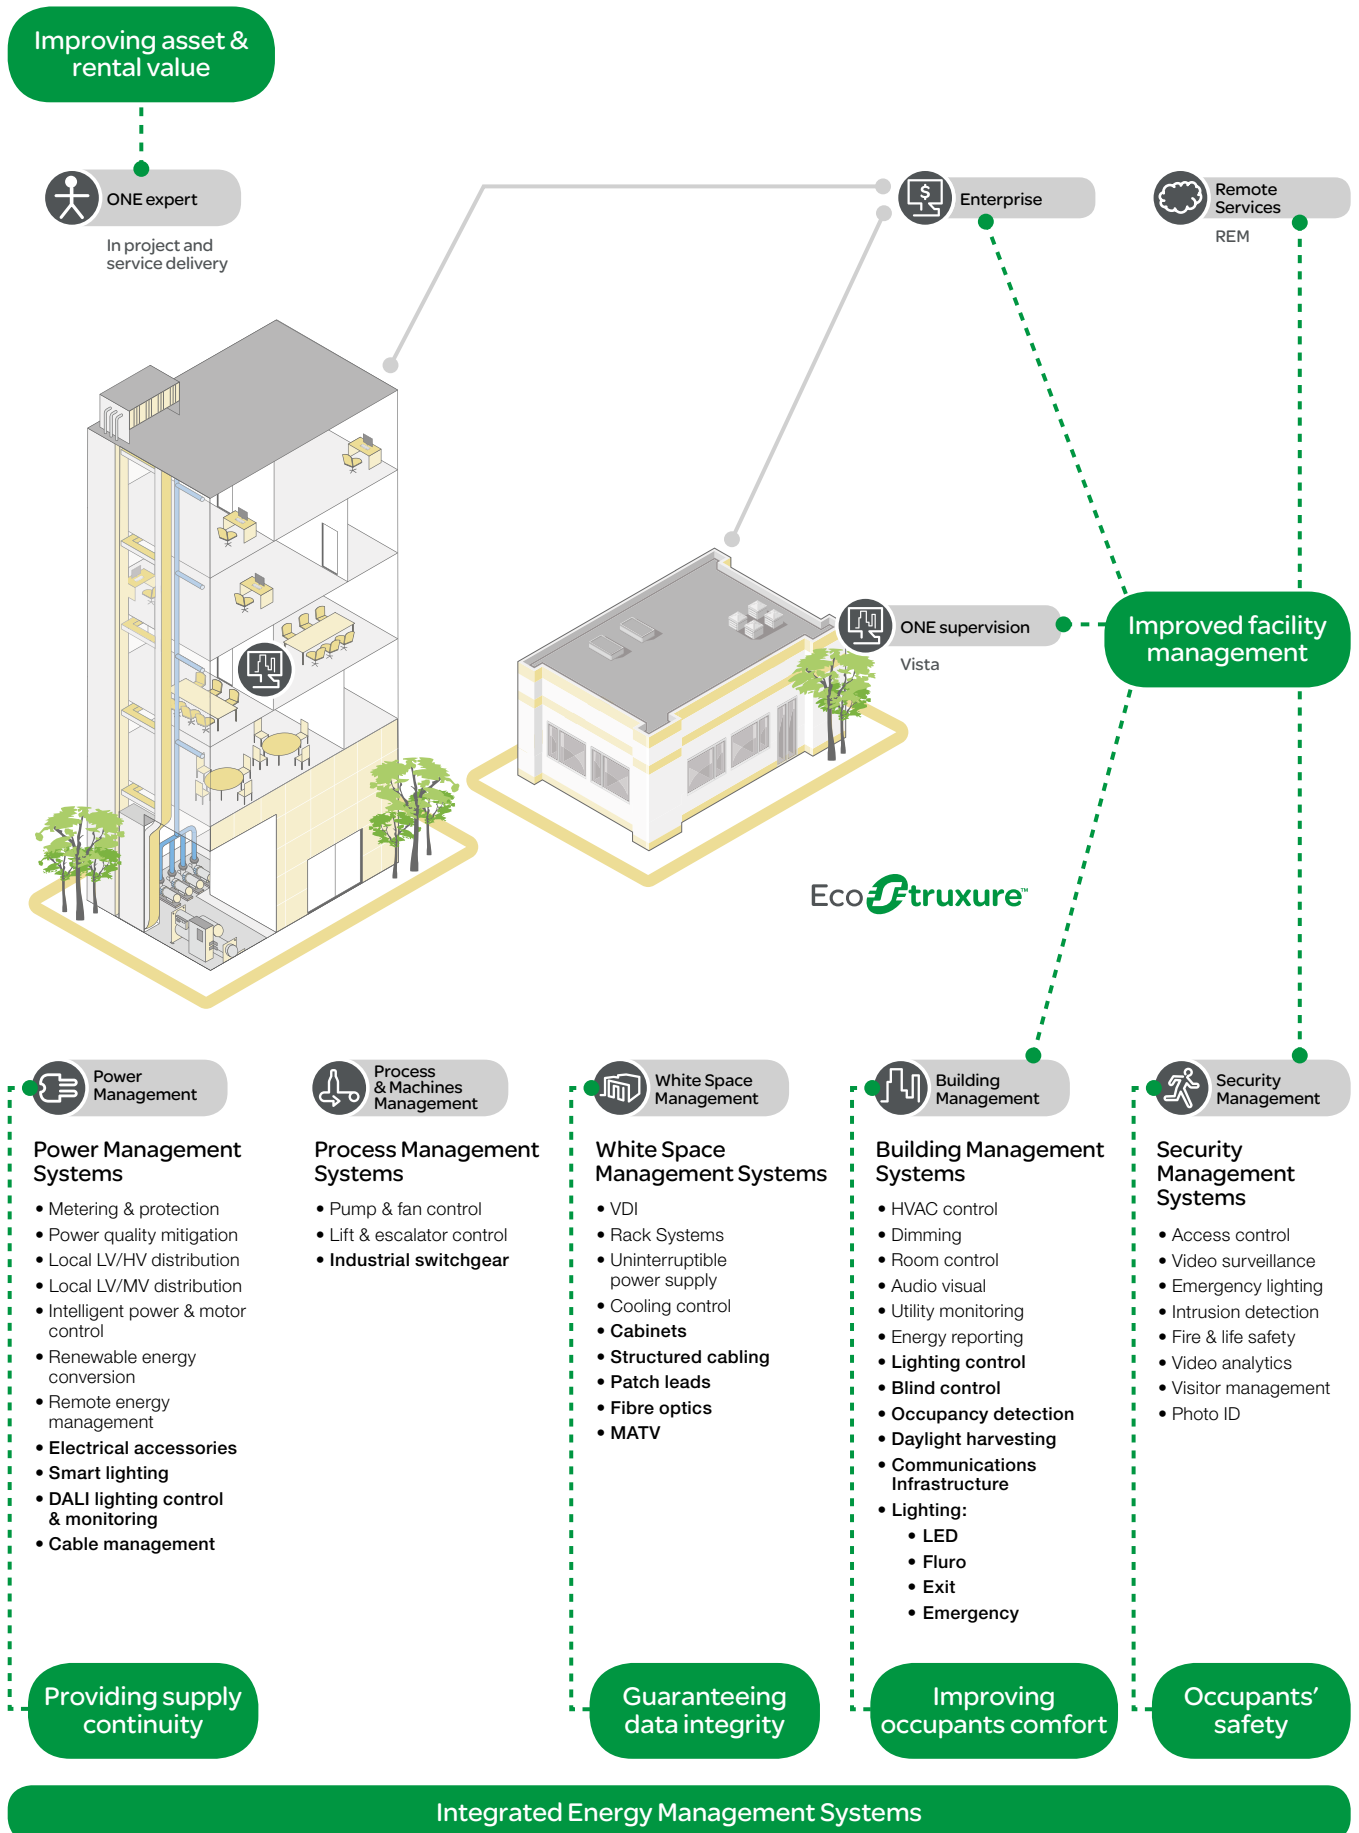 Improving asset &
rental value
ONE expert
In project and
service delivery
Enterprise
Remote
Services
REM
$
ONE supervision
Vista
Improved facility
management
EcoStruxure™
Power
Management
Power Management
Systems
• Metering & protection
• Power quality mitigation
• Local LV/HV distribution
• Local LV/MV distribution
• Intelligent power & motor
control
• Renewable energy
conversion
• Remote energy
management
• Electrical accessories
• Smart lighting
• DALI lighting control
& monitoring
• Cable management
Providing supply
continuity
Process
& Machines
Management
Process Management
Systems
• Pump & fan control
• Lift & escalator control
• Industrial switchgear
White Space
Management
White Space
Management Systems
• VDI
• Rack Systems
• Uninterruptible
power supply
• Cooling control
• Cabinets
• Structured cabling
• Patch leads
• Fibre optics
• MATV
Guaranteeing
data integrity
Building
Management
Building Management
Systems
• HVAC control
• Dimming
• Room control
• Audio visual
• Utility monitoring
• Energy reporting
• Lighting control
• Blind control
• Occupancy detection
• Daylight harvesting
• Communications
Infrastructure
• Lighting:
• LED
• Fluro
• Exit
• Emergency
Improving
occupants comfort
Security
Management
Security
Management
Systems
• Access control
• Video surveillance
• Emergency lighting
• Intrusion detection
• Fire & life safety
• Video analytics
• Visitor management
• Photo ID
Occupants’
safety
Integrated Energy Management Systems